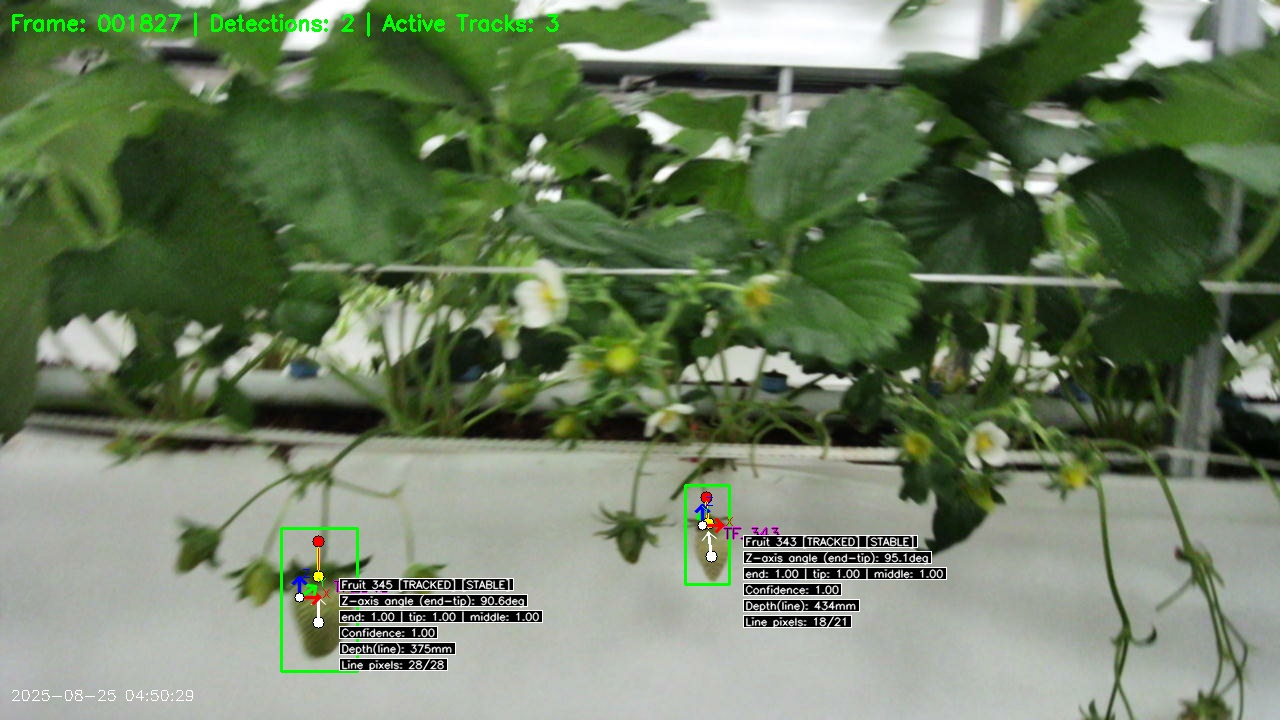 Frame: 001827 | Detections: 2 | Active Tracks: 3
TF_343
Fruit 343 [TRACKED] [STABLE]
Z-axis angle (end-tip): 95.1deg
end: 1.00 | tip: 1.00 | middle: 1.00
Confidence: 1.00
Depth(line): 434mm
Line pixels: 18/21
Fruit 345 [TRACKED] [STABLE]
Z-axis angle (end-tip): 90.6deg
end: 1.00 | tip: 1.00 | middle: 1.00
Confidence: 1.00
Depth(line): 375mm
Line pixels: 28/28
2025-08-25 04:50:29